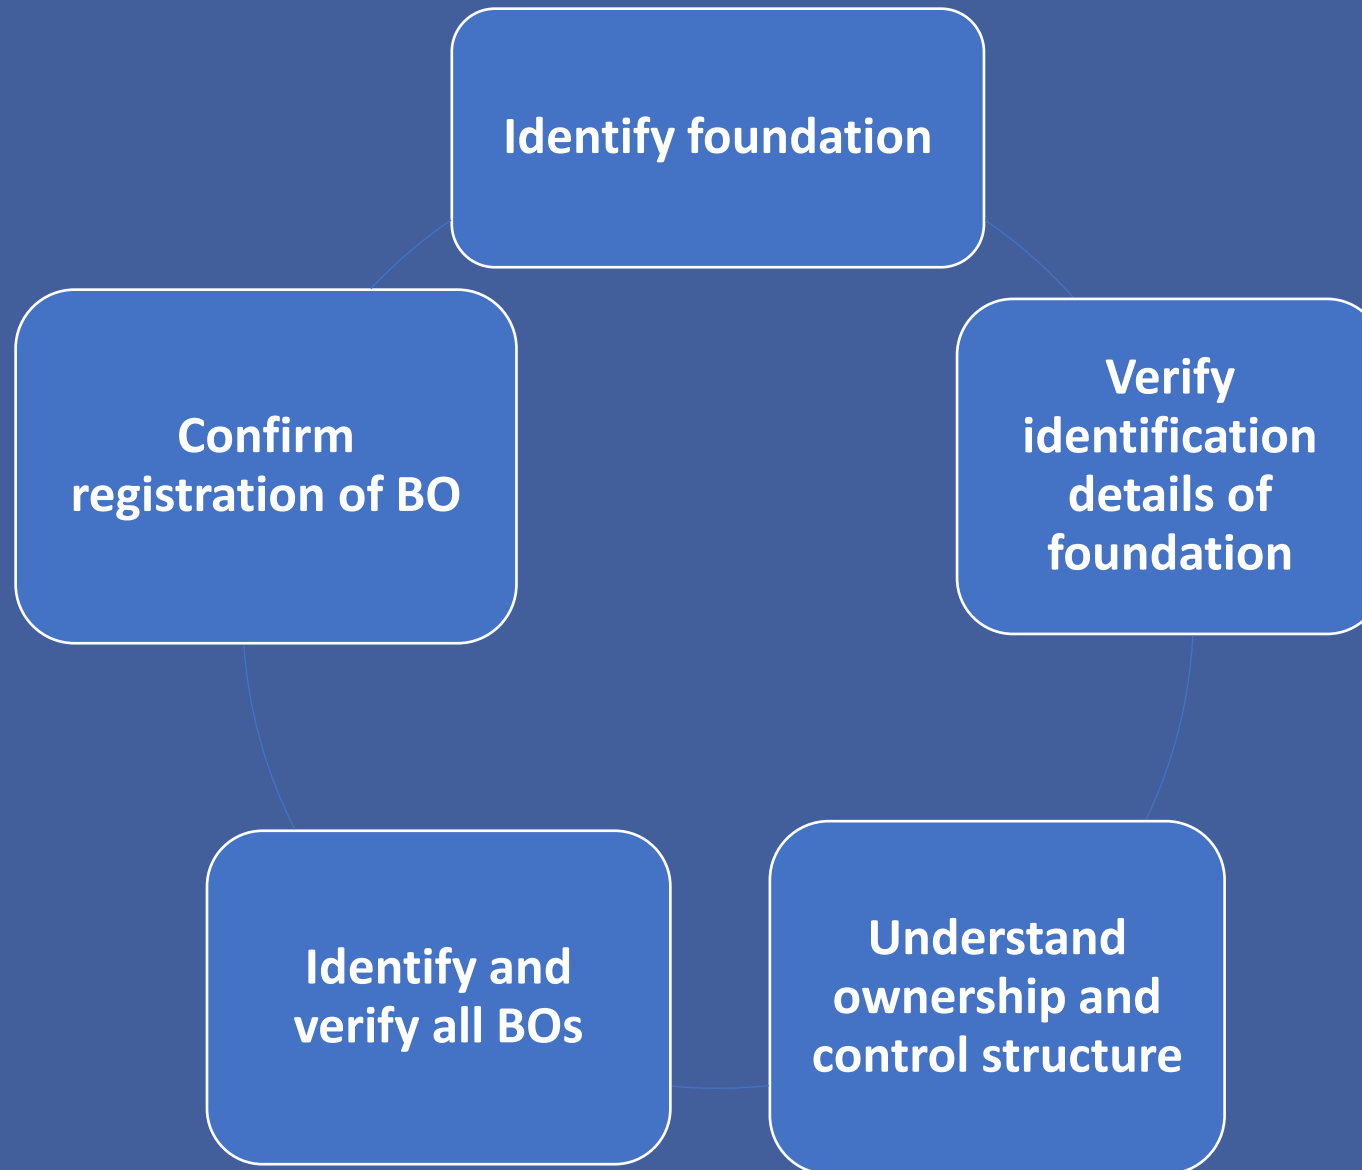 Identify foundation
Verify
identification
details of
foundation
Understand
ownership and
control structure
Identify and
verify all BOs
Confirm
registration of BO